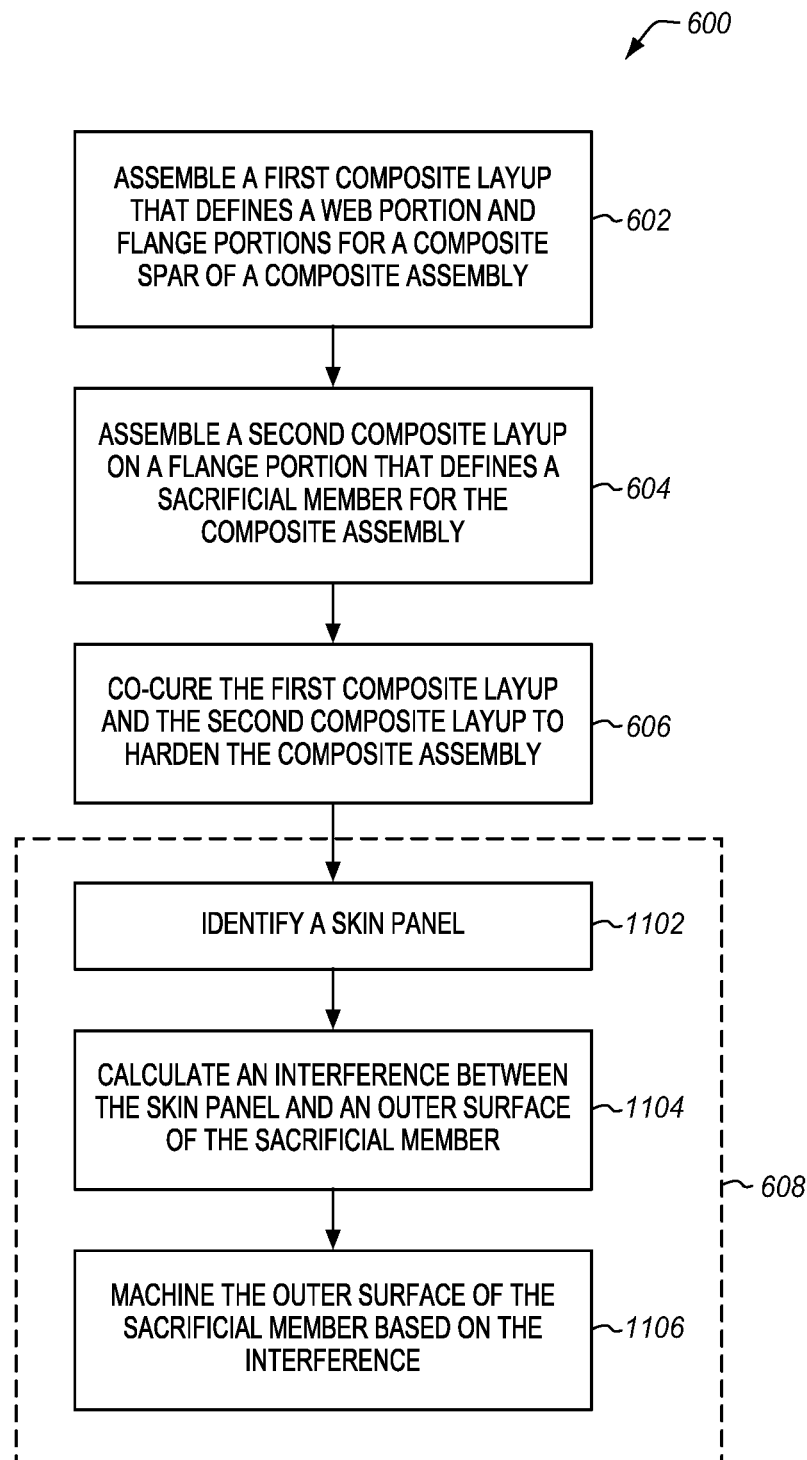 600
ASSEMBLE A FIRST COMPOSITE LAYUP
THAT DEFINES A WEB PORTION AND
FLANGE PORTIONS FOR A COMPOSITE
SPAR OF A COMPOSITE ASSEMBLY
602
ASSEMBLE A SECOND COMPOSITE LAYUP
ON A FLANGE PORTION THAT DEFINES A
SACRIFICIAL MEMBER FOR THE
COMPOSITE ASSEMBLY
604
CO-CURE THE FIRST COMPOSITE LAYUP
AND THE SECOND COMPOSITE LAYUP TO
HARDEN THE COMPOSITE ASSEMBLY
606
IDENTIFY A SKIN PANEL
1102
CALCULATE AN INTERFERENCE BETWEEN
THE SKIN PANEL AND AN OUTER SURFACE
OF THE SACRIFICIAL MEMBER
1104
608
MACHINE THE OUTER SURFACE OF THE
SACRIFICIAL MEMBER BASED ON THE
INTERFERENCE
1106